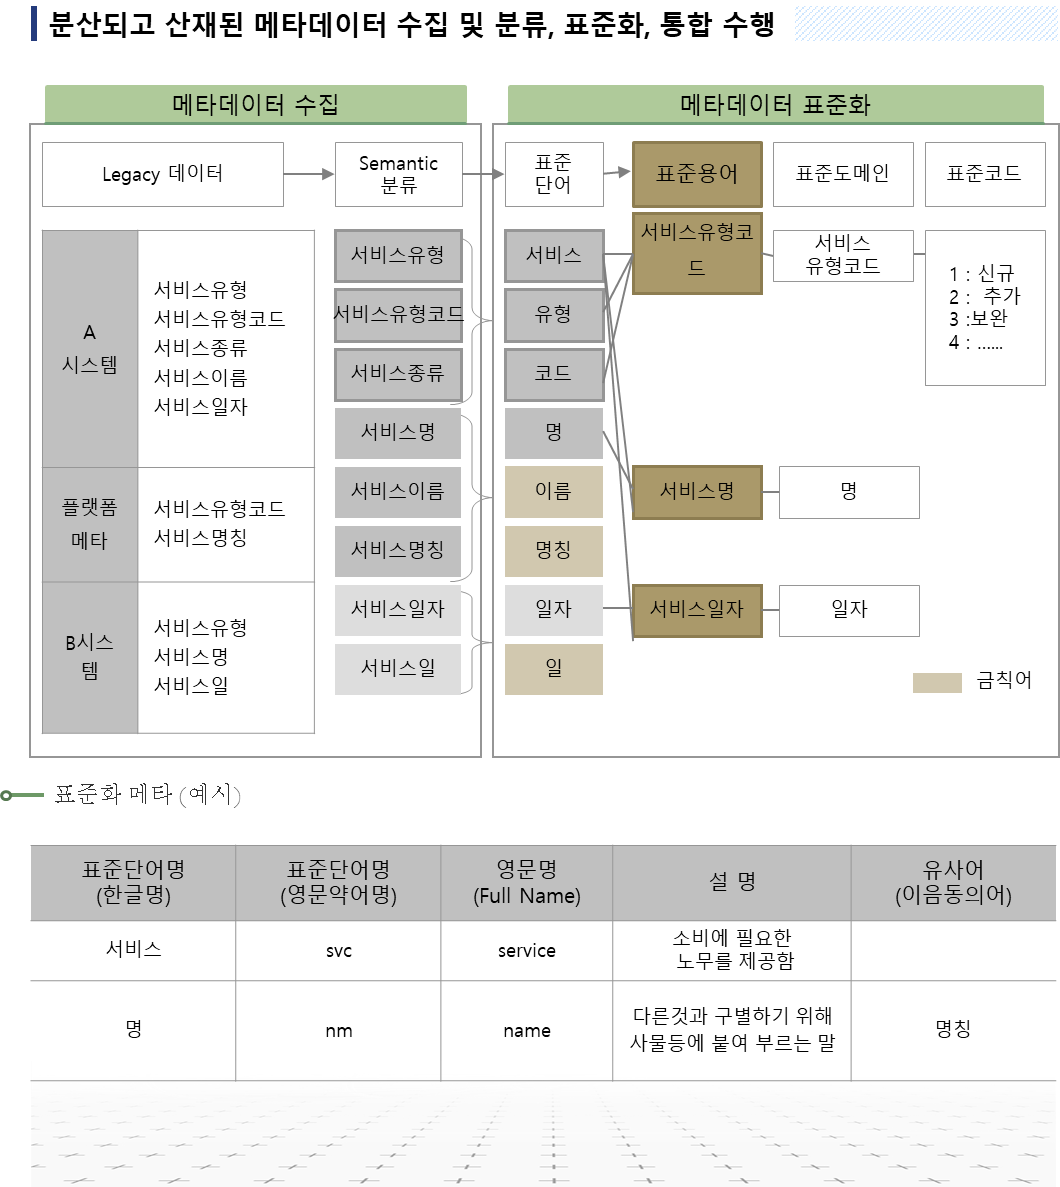 분산되고 산재된 메타데이터 수집 및 분류, 표준화, 통합 수행
메타데이터 수집
메타데이터 표준화
Legacy 데이터
Semantic
분류
표준
단어
표준용어
표준도메인
표준코드
A
시스템
서비스유형
서비스유형코드
서비스종류
서비스이름
서비스일자
플랫폼
메타
서비스유형코드
서비스명칭
B시스
템
서비스유형
서비스명
서비스일
서비스유형
서비스유형코드
서비스종류
서비스명
서비스이름
서비스명칭
서비스일자
서비스일
서비스
유형
코드
명
이름
명칭
일자
일
서비스유형코
드
서비스명
서비스일자
서비스
유형코드
명
일자
1 : 신규
2 : 추가
3 :보완
4 : ......
금칙어
표준화 메타 (예시)
표준단어명
(한글명)
표준단어명
(영문약어명)
영문명
(Full Name)
설 명
유사어
(이음동의어)
서비스
svc
service
소비에 필요한
노무를 제공함
명
nm
name
다른것과 구별하기 위해
사물등에 붙여 부르는 말
명칭